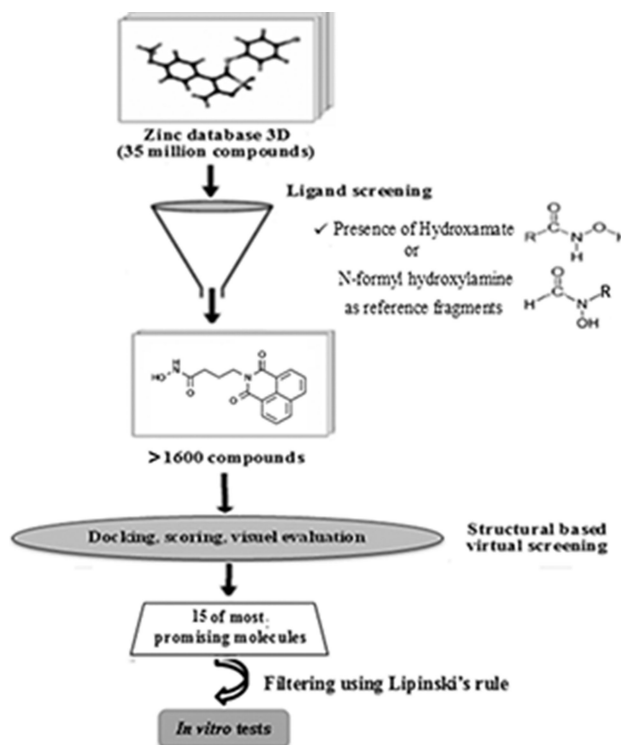 Zinc database 3D
(35 million compounds)
Ligand screening
✓ Presence of Hydroxamate
or
N-formyl hydroxylamine
as reference fragments
O
R C N O H
H
O
H C N R
OH
H
HO N
O
O
N
O
>1600 compounds
Docking, scoring, visuel evaluation
Structural based
virtual screening
15 of most
promising molecules
Filtering using Lipinski's rule
In vitro tests